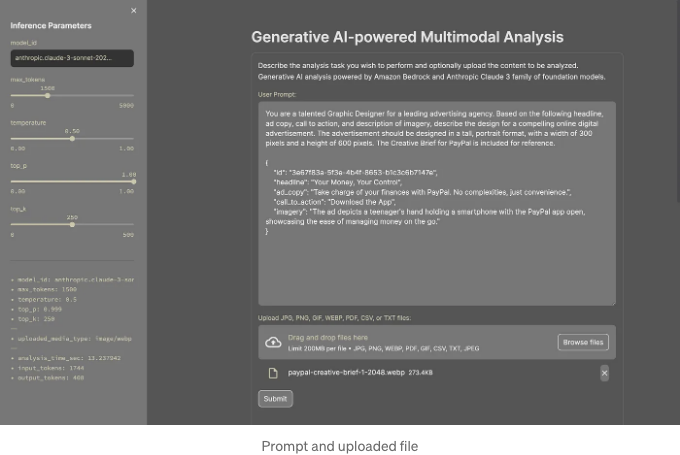 ×
Inference Parameters
model_id
anthropic.claude-3-sonnet-202...
max_tokens
1500
0 5000
temperature
0.50
0.00 1.00
top_p
1.00
0.00 1.00
top_k
250
0 500
• model_id: anthropic.claude-3-sor
• max_tokens: 1500
• temperature: 0.5
• top_p: 0.999
• top_k: 250
—
• uploaded_media_type: image/webp
—
• analysis_time_sec:
• input_tokens: 1744
• output_tokens:
Generative AI-powered Multimodal Analysis
Describe the analysis task you wish to perform and optionally upload the content to be analyzed.
Generative AI analysis powered by Amazon Bedrock and Anthropic Claude 3 family of foundation models.
User Prompt:
You are a talented Graphic Designer for a leading advertising agency. Based on the following headline,
ad copy, call to action, and description of imagery, describe the design for a compelling online digital
advertisement. The advertisement should be designed in a tall, portrait format, with a width of 300
pixels and a height of 600 pixels. The Creative Brief for PayPal is included for reference.
{
"id": "3e67f83a-5f3e-4b4f-8653-b1c3c6b7147e",
"headline": "Your Money, Your Control",
"ad_copy": "Take charge of your finances with PayPal. No complexities, just convenience.",
"call_to_action": "Download the App",
"imagery": "The ad depicts a teenager's hand holding a smartphone with the PayPal app open,
showcasing the ease of managing money on the go."
}
Upload JPG, PNG, GIF, WEBP, PDF, CSV, or TXT files:
Drag and drop files here
Limit 200MB per file • JPG, PNG, WEBP, PDF, GIF, CSV, TXT, JPEG
Browse files
paypal-creative-brief-1-2048.webp 273.4KB
×
Submit
Prompt and uploaded file